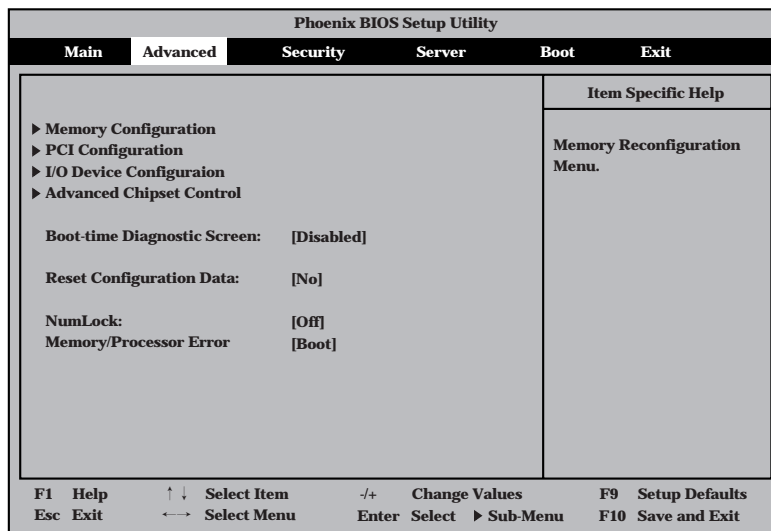 Phoenix BIOS Setup Utility
Main Advanced Security Server Boot Exit
Item Specific Help
▶ Memory Configuration
▶ PCI Configuration
▶ I/O Device Configuraion
▶ Advanced Chipset Control
Memory Reconfiguration
Menu.
Boot-time Diagnostic Screen: [Disabled]
Reset Configuration Data: [No]
NumLock: [Off]
Memory/Processor Error [Boot]
F1 Help ↑↓ Select Item -/+ Change Values F9 Setup Defaults
Esc Exit ←→ Select Menu Enter Select ▶ Sub-Menu F10 Save and Exit